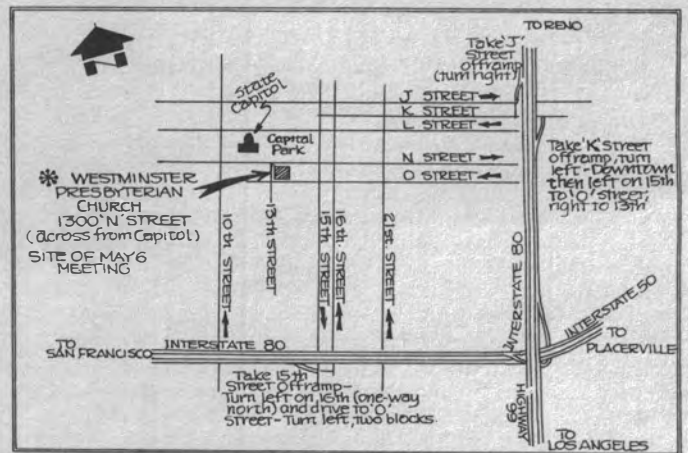 TO RENO
Take 'J'
Street
offramp
(turn right)
State
Capitol
J STREET
K STREET
L STREET
Capital
Park
N STREET
O STREET
Take 'K' Street
offramp, turn
left-Downtown
then left on 15th
To 'O' Street,
right to 13th
WESTMINSTER
PRESBYTERIAN
CHURCH
1300 'N' STREET
(across from Capitol)
SITE OF MAY 6
MEETING
10th STREET
13th STREET
15th STREET
16th. STREET
21st. STREET
INTERSTATE 80
INTERSTATE 50
TO
PLACERVILLE
TO
SAN FRANCISCO
INTERSTATE 80
Take 15th
Street Offramp-
Turn left on 16th (one-way
north) and drive to 'O'
Street-Turn left, two blocks.
HIGHWAY
99
TO
LOS ANGELES